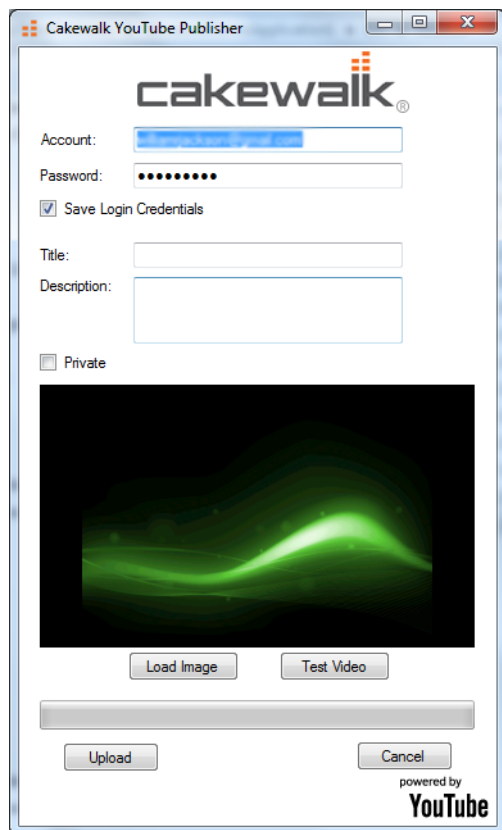 Cakewalk YouTube Publisher
cakewalk®
Account:
Password: •••••••••
Save Login Credentials
Title:
Description:
Private
Load Image Test Video
Upload Cancel
powered by
YouTube